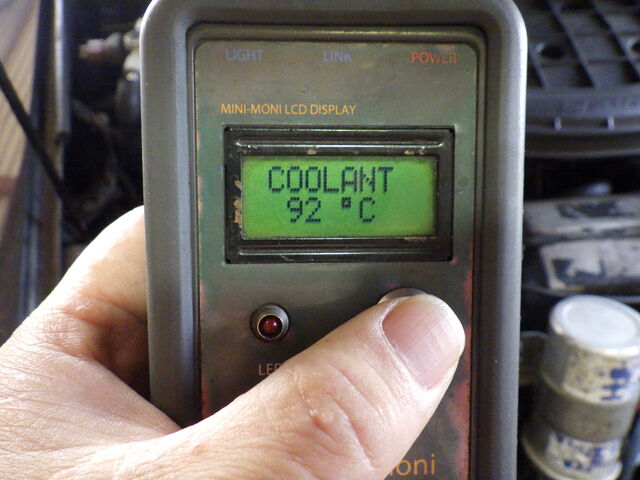 LIGHT LINK POWER
MINI-MONI LCD DISPLAY
COOLANT
92 °C